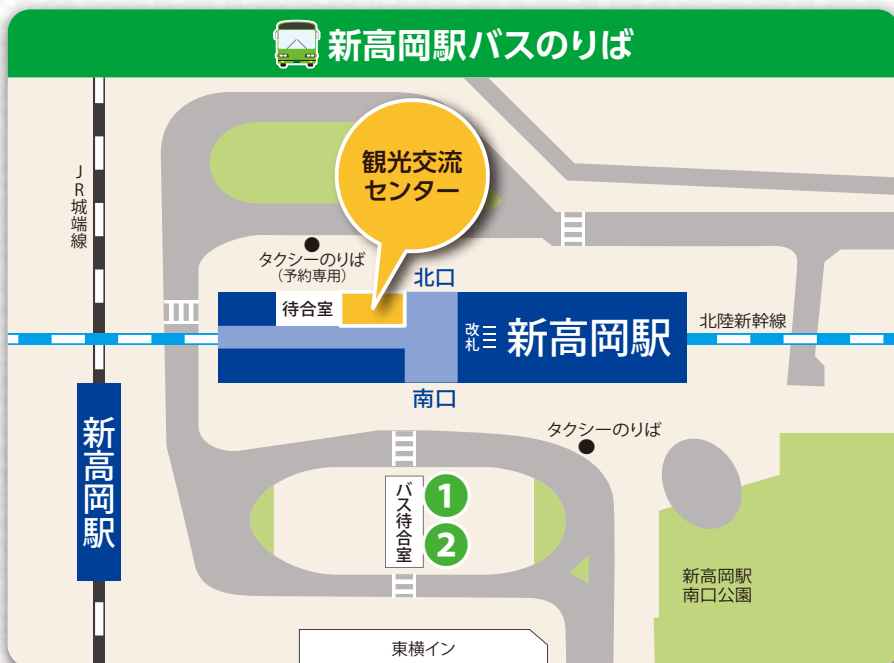 新高岡駅バスのりば
観光交流
センター
JR城端線
タクシーのりば
(予約専用)
北口
待合室
改札
新高岡駅
北陸新幹線
南口
新高岡駅
タクシーのりば
バス待合室
1
2
新高岡駅
南口公園
東横イン